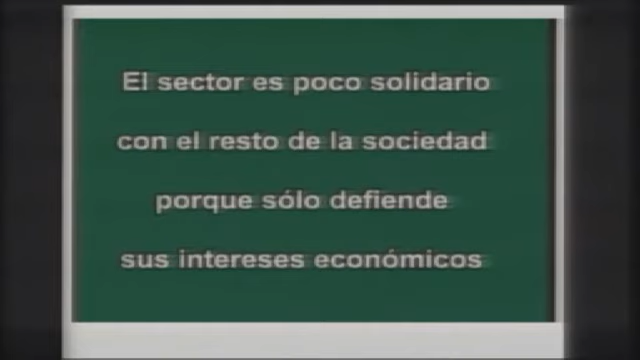 El sector es poco solidario
con el resto de la sociedad
porque sólo defiende
sus intereses económicos